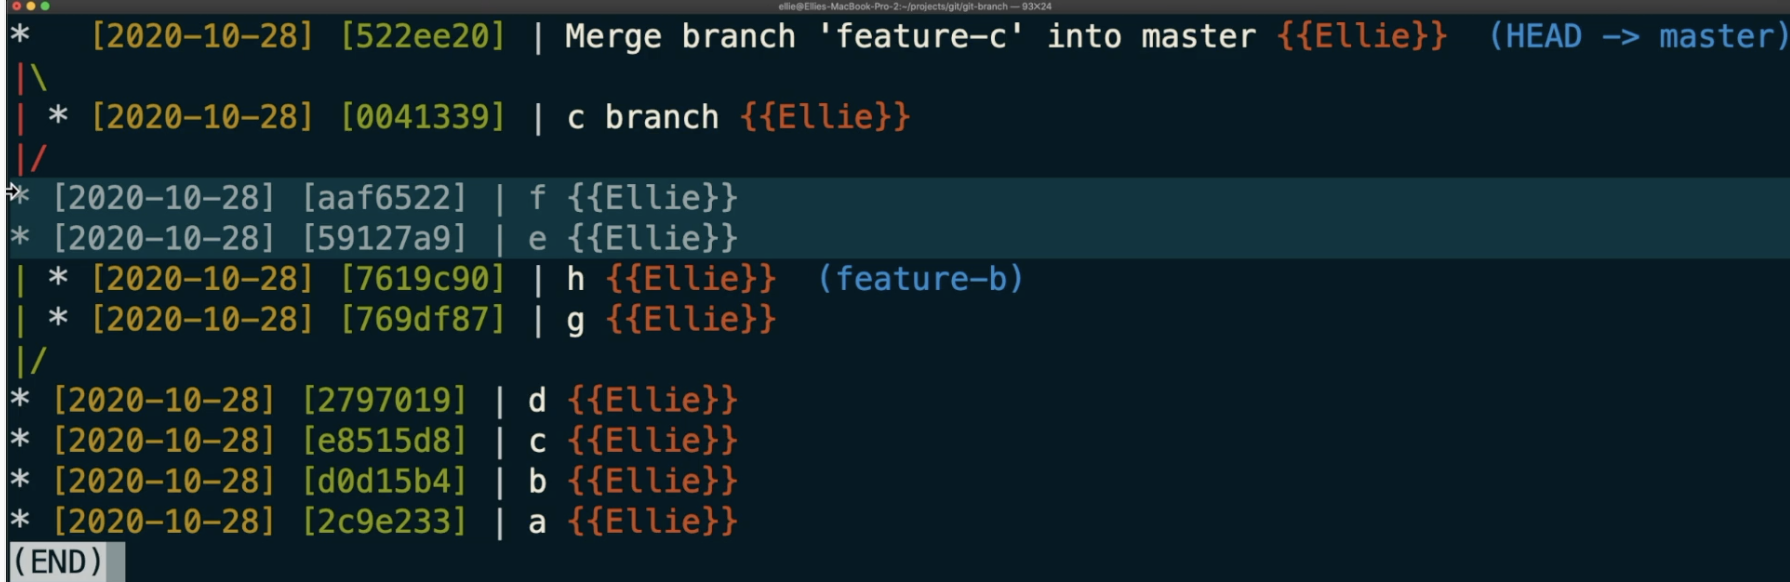 ellie@Ellies-MacBook-Pro-2:~/projects/git/git-branch — 93×24
*   [2020-10-28] [522ee20] | Merge branch 'feature-c' into master {{Ellie}}  (HEAD -> master)
|\
| * [2020-10-28] [0041339] | c branch {{Ellie}}
|/
* [2020-10-28] [aaf6522] | f {{Ellie}}
* [2020-10-28] [59127a9] | e {{Ellie}}
| * [2020-10-28] [7619c90] | h {{Ellie}}  (feature-b)
| * [2020-10-28] [769df87] | g {{Ellie}}
|/
* [2020-10-28] [2797019] | d {{Ellie}}
* [2020-10-28] [e8515d8] | c {{Ellie}}
* [2020-10-28] [d0d15b4] | b {{Ellie}}
* [2020-10-28] [2c9e233] | a {{Ellie}}
(END)